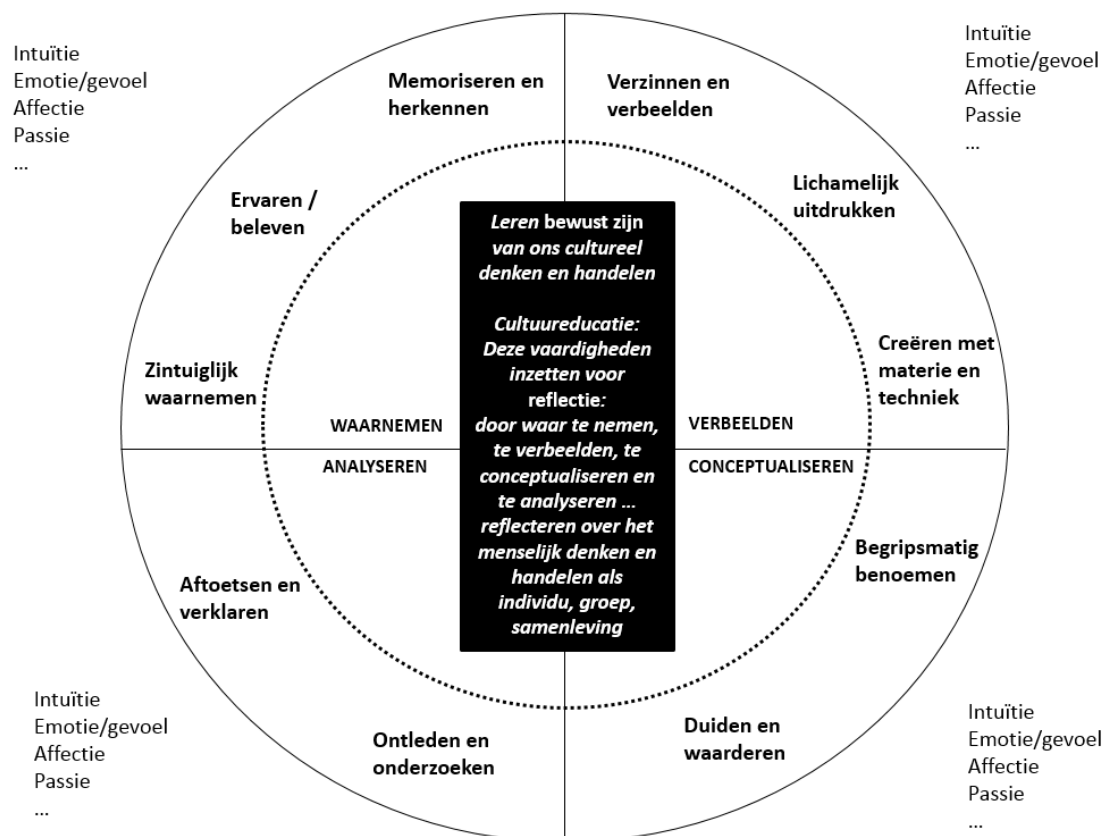 Intuïtie
Emotie/gevoel
Affectie
Passie
...
Memoriseren en
herkennen
Verzinnen en
verbeelden
Intuïtie
Emotie/gevoel
Affectie
Passie
...
Ervaren /
beleven
Lichamelijk
uitdrukken
Zintuiglijk
waarnemen
Creëren met
materie en
techniek
WAARNEMEN
VERBEELDEN
ANALYSEREN
CONCEPTUALISEREN
Leren bewust zijn
van ons cultureel
denken en handelen
Cultuureducatie:
Deze vaardigheden
inzetten voor
reflectie:
door waar te nemen,
te verbeelden, te
conceptualiseren en
te analyseren ...
reflecteren over het
menselijk denken en
handelen als
individu, groep,
samenleving
Aftoetsen en
verklaren
Begripsmatig
benoemen
Ontleden en
onderzoeken
Duiden en
waarderen
Intuïtie
Emotie/gevoel
Affectie
Passie
...
Intuïtie
Emotie/gevoel
Affectie
Passie
...